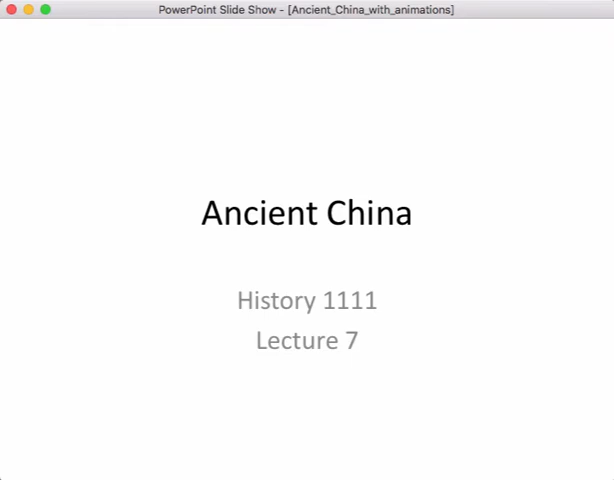 PowerPoint Slide Show - [Ancient_China_with_animations]
Ancient China
History 1111
Lecture 7